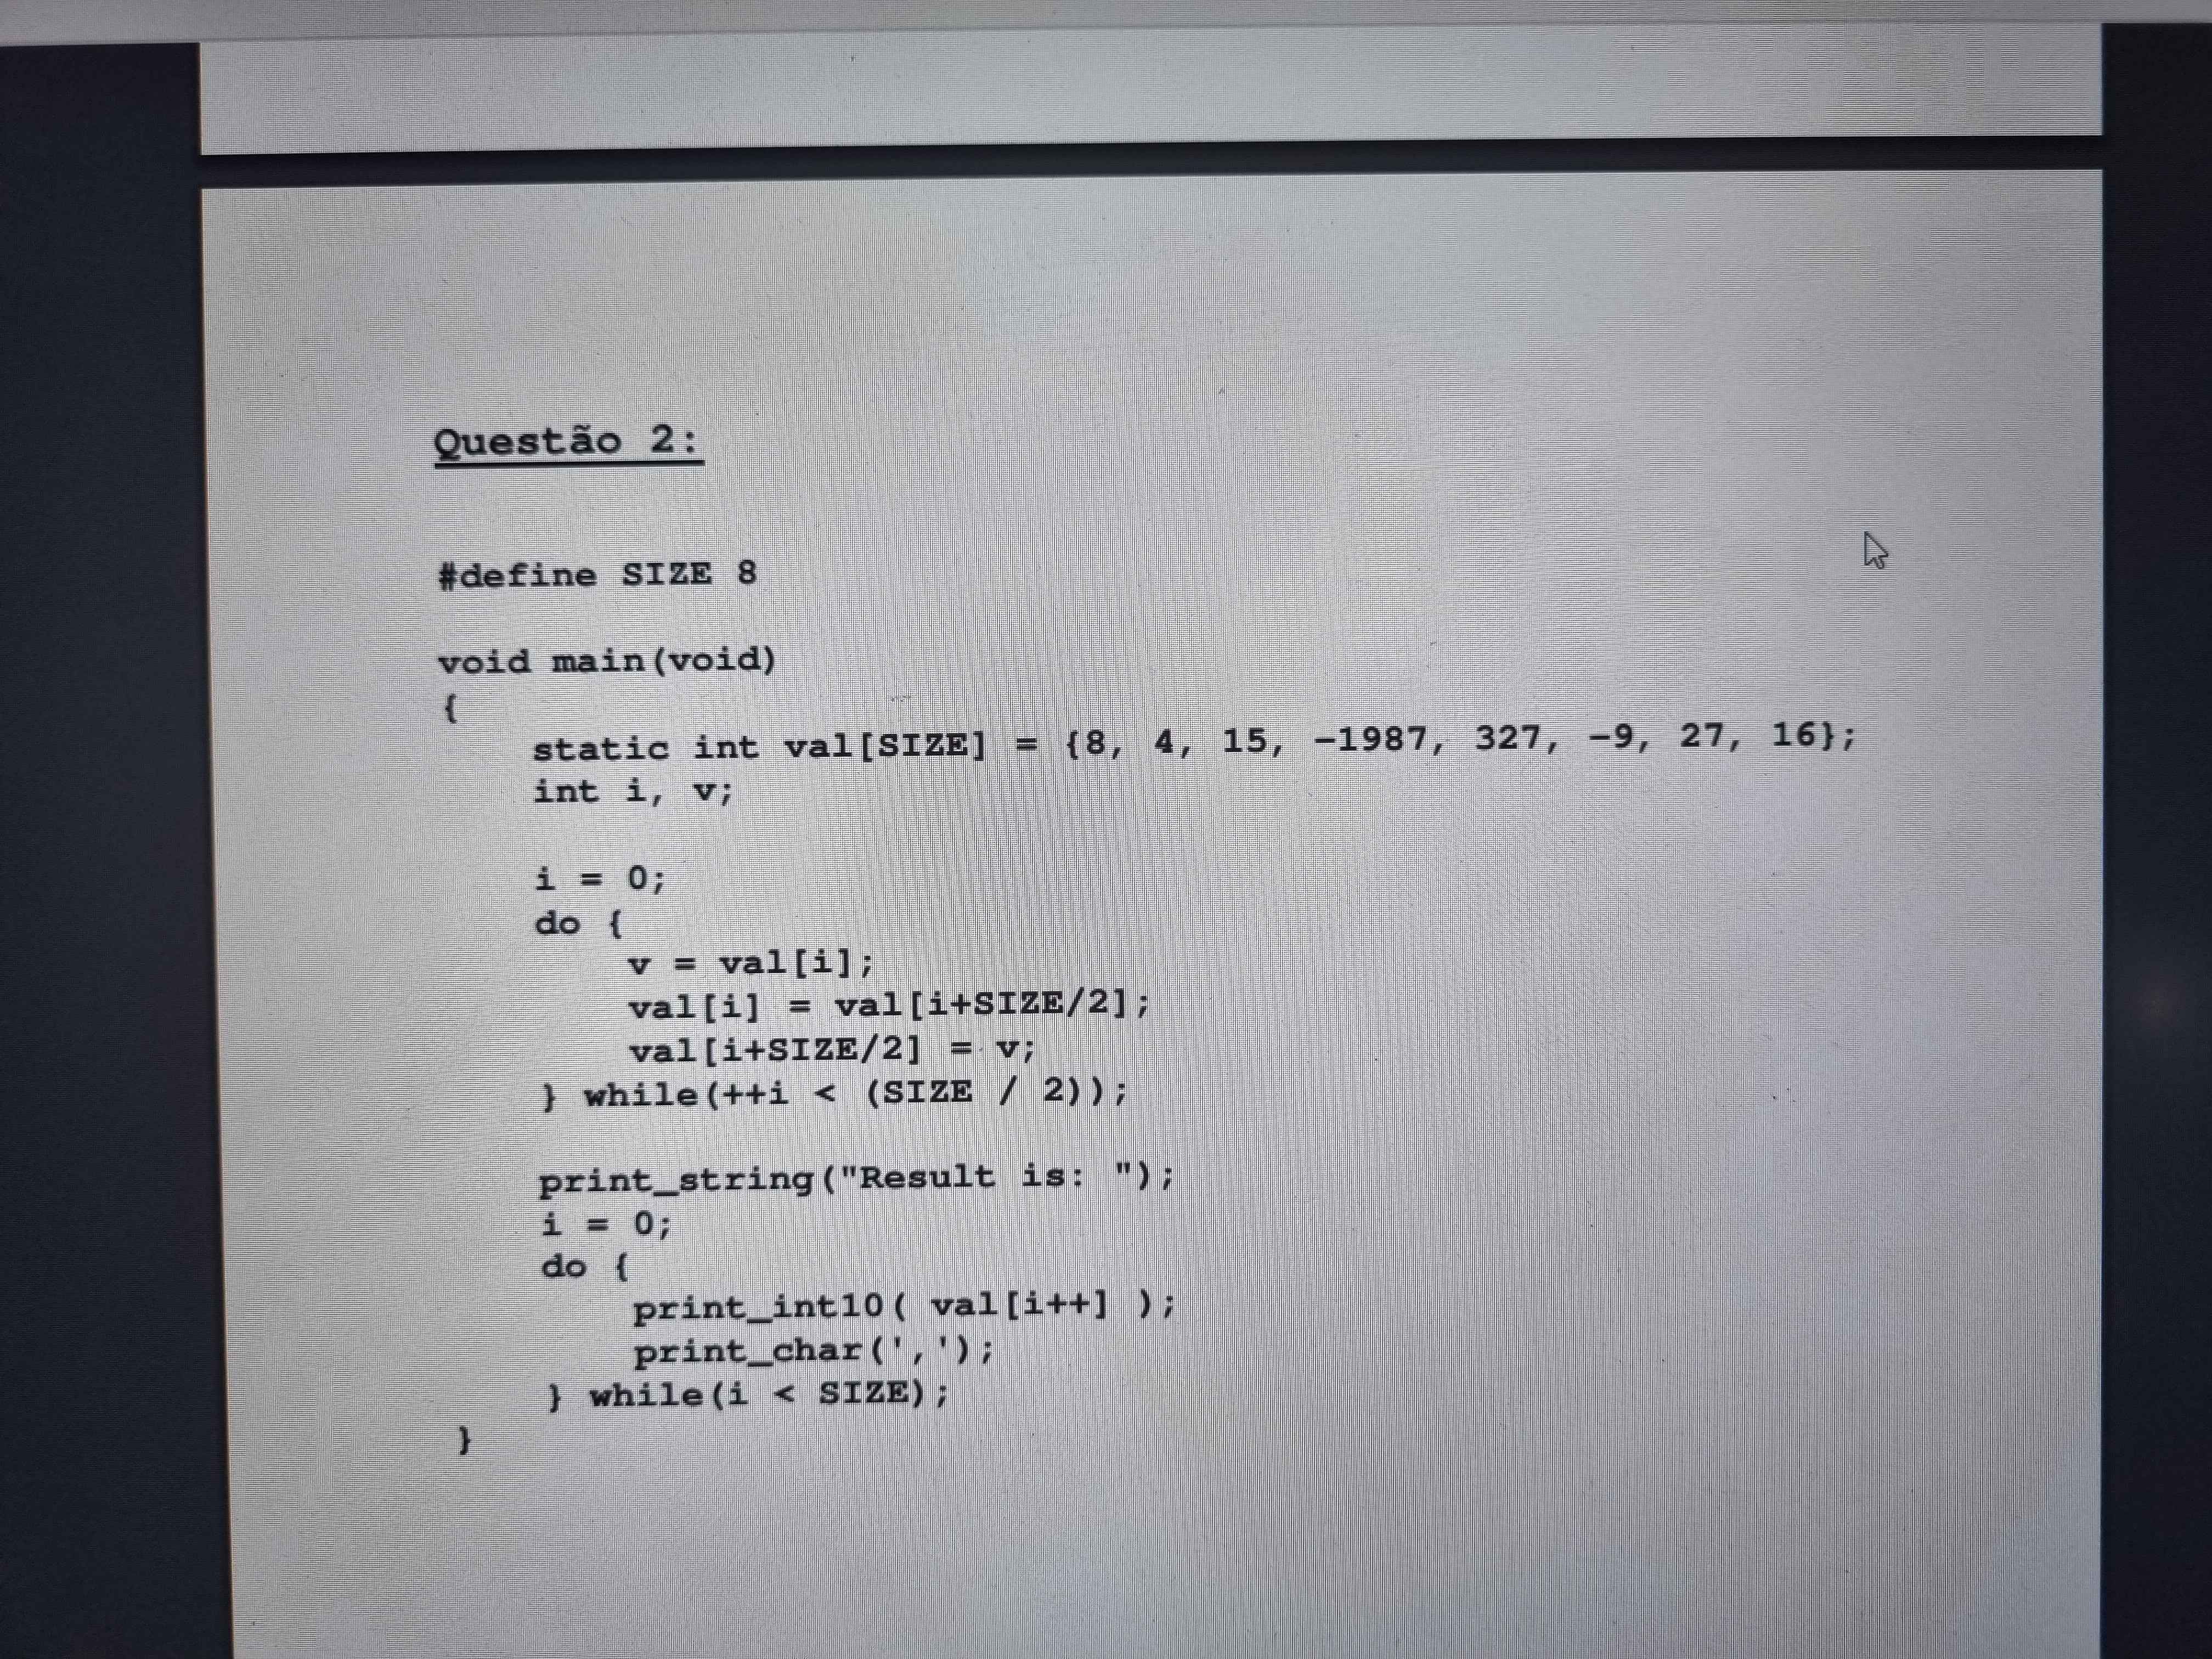 Questão 2:
#define SIZE 8
void main(void)
{
static int val[SIZE] = {8, 4, 15, -1987, 327, -9, 27, 16};
int i, v;
i = 0;
do {
v = val[i];
val[i] = val[i+SIZE/2];
val[i+SIZE/2] = v;
} while(++i < (SIZE / 2));
print_string("Result is: ");
i = 0;
do {
print_int10( val[i++] );
print_char(',');
} while(i < SIZE);
}